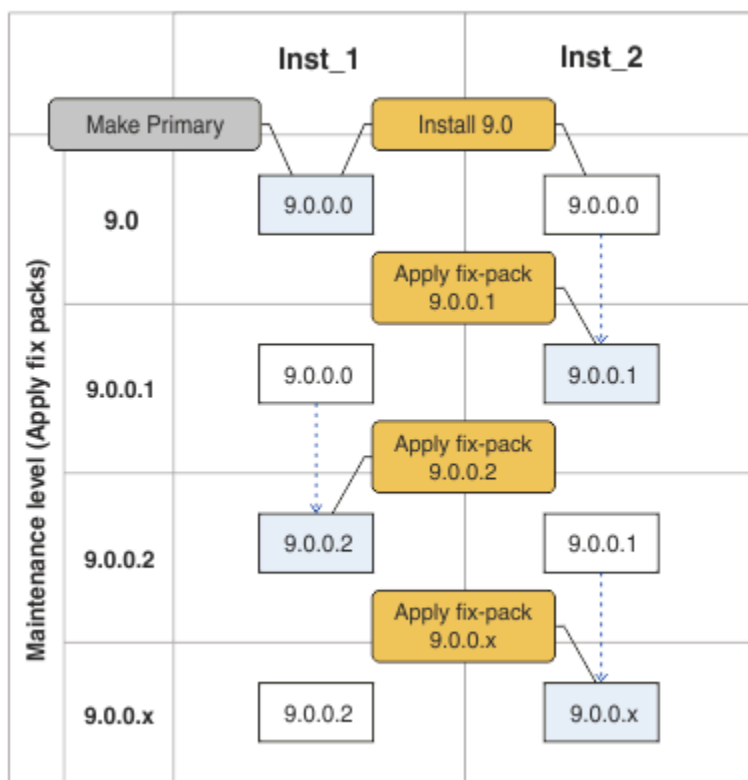 Inst_1
Inst_2
Make Primary
Install 9.0
Maintenance level (Apply fix packs)
9.0
9.0.0.0
9.0.0.0
Apply fix-pack
9.0.0.1
9.0.0.1
9.0.0.0
9.0.0.1
Apply fix-pack
9.0.0.2
9.0.0.2
9.0.0.2
9.0.0.1
Apply fix-pack
9.0.0.x
9.0.0.x
9.0.0.2
9.0.0.x